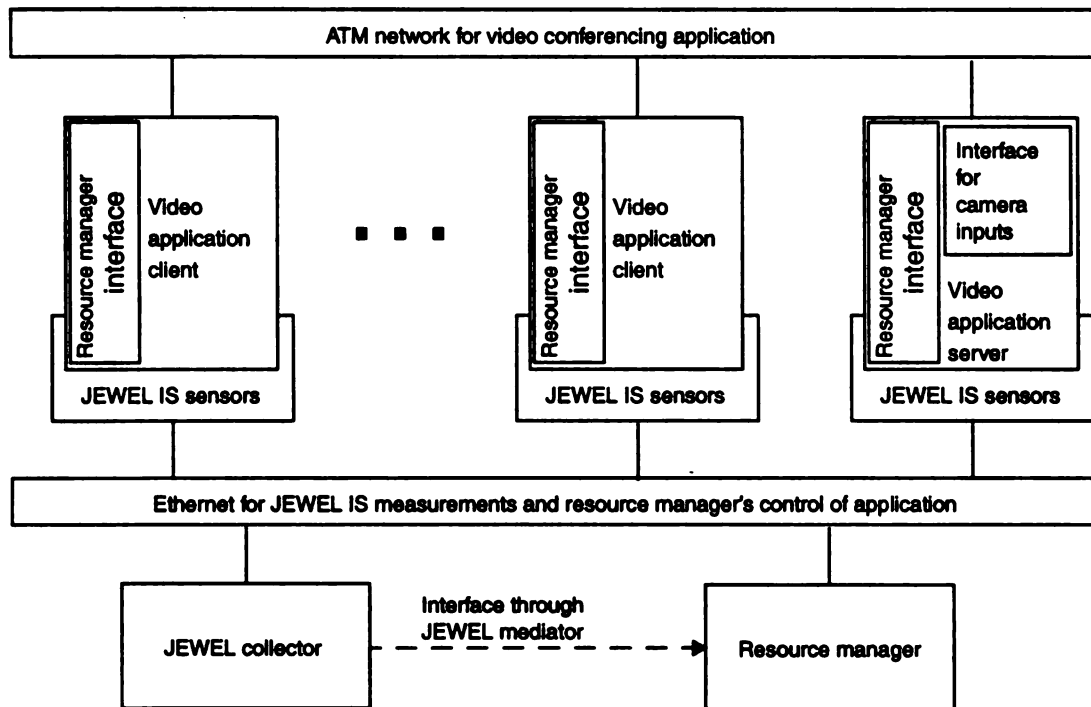 ATM network for video conferencing application
Resource manager
interface
Video
application
client
Resource manager
interface
Video
application
client
Resource manager
interface
Interface
for
camera
inputs
Video
application
server
JEWEL IS sensors
JEWEL IS sensors
JEWEL IS sensors
Ethernet for JEWEL IS measurements and resource manager's control of application
JEWEL collector
Interface through
JEWEL mediator
Resource manager